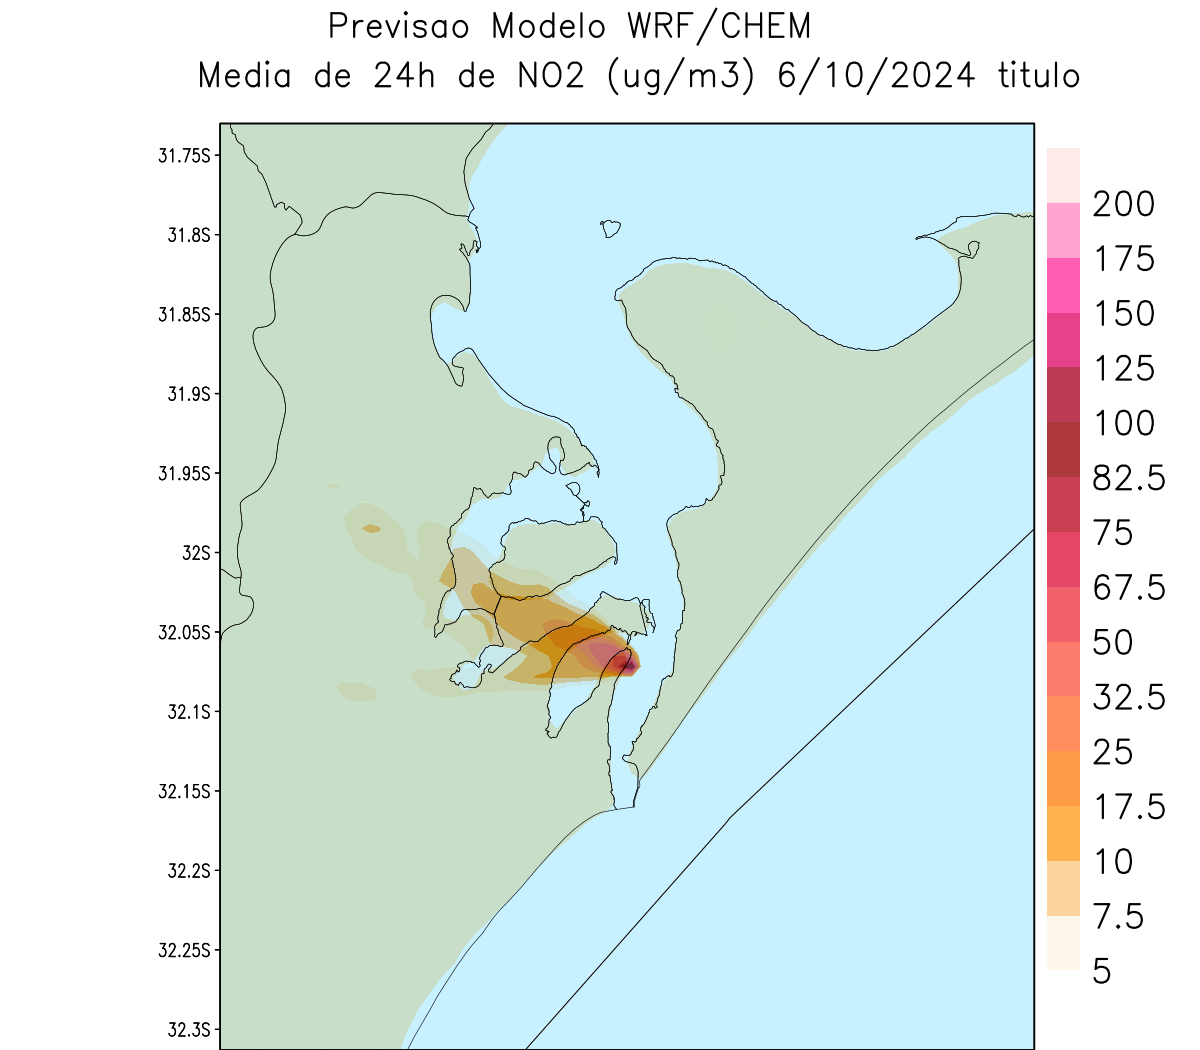 Previsao Modelo WRF/CHEM
Media de 24h de NO2 (ug/m3) 6/10/2024 titulo
31.75S
31.8S
31.85S
31.9S
31.95S
32S
32.05S
32.1S
32.15S
32.2S
32.25S
32.3S
200
175
150
125
100
82.5
75
67.5
50
32.5
25
17.5
10
7.5
5